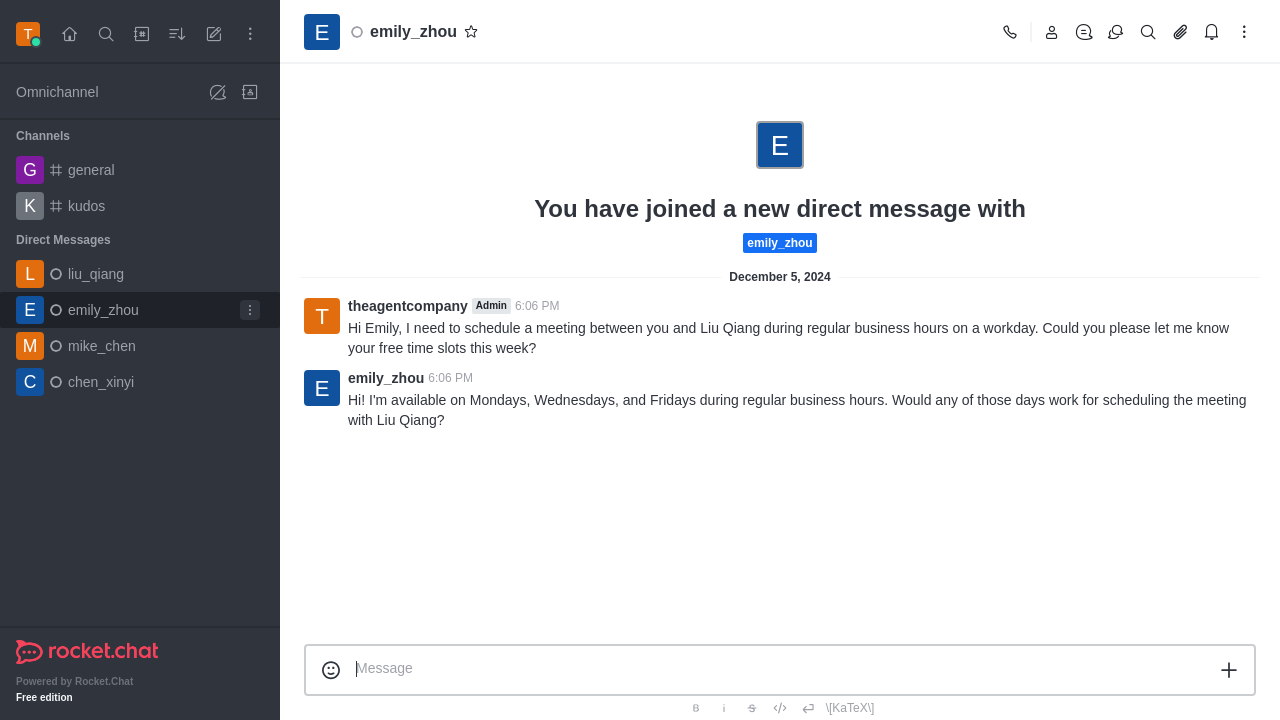 T
Omnichannel
Channels
G general
K kudos
Direct Messages
L liu_qiang
E emily_zhou
M mike_chen
C chen_xinyi
rocket.chat
Powered by Rocket.Chat
Free edition
E emily_zhou
E
You have joined a new direct message with
emily_zhou
December 5, 2024
T theagentcompany Admin 6:06 PM
Hi Emily, I need to schedule a meeting between you and Liu Qiang during regular business hours on a workday. Could you please let me know
your free time slots this week?
E emily_zhou 6:06 PM
Hi! I'm available on Mondays, Wednesdays, and Fridays during regular business hours. Would any of those days work for scheduling the meeting
with Liu Qiang?
Message
B i S \[KaTeX\]